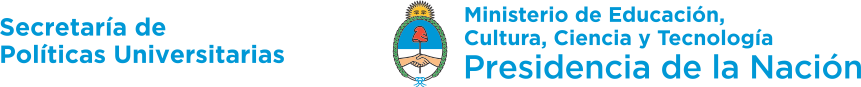 Secretaría de
Políticas Universitarias
Ministerio de Educación,
Cultura, Ciencia y Tecnología
Presidencia de la Nación